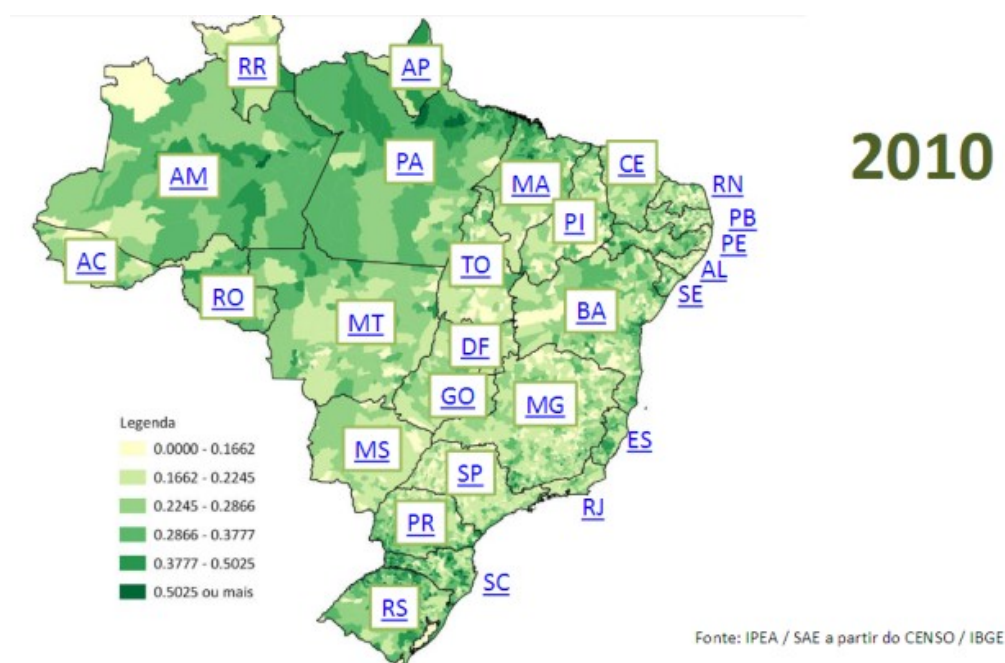 2010
RR
AP
AM
PA
MA
CE
RN
PI
PB
PE
AC
TO
AL
RO
SE
MT
BA
DF
GO
MG
ES
MS
SP
RJ
PR
SC
RS
Legenda
0.0000 - 0.1662
0.1662 - 0.2245
0.2245 - 0.2866
0.2866 - 0.3777
0.3777 - 0.5025
0.5025 ou mais
Fonte: IPEA / SAE a partir do CENSO / IBGE